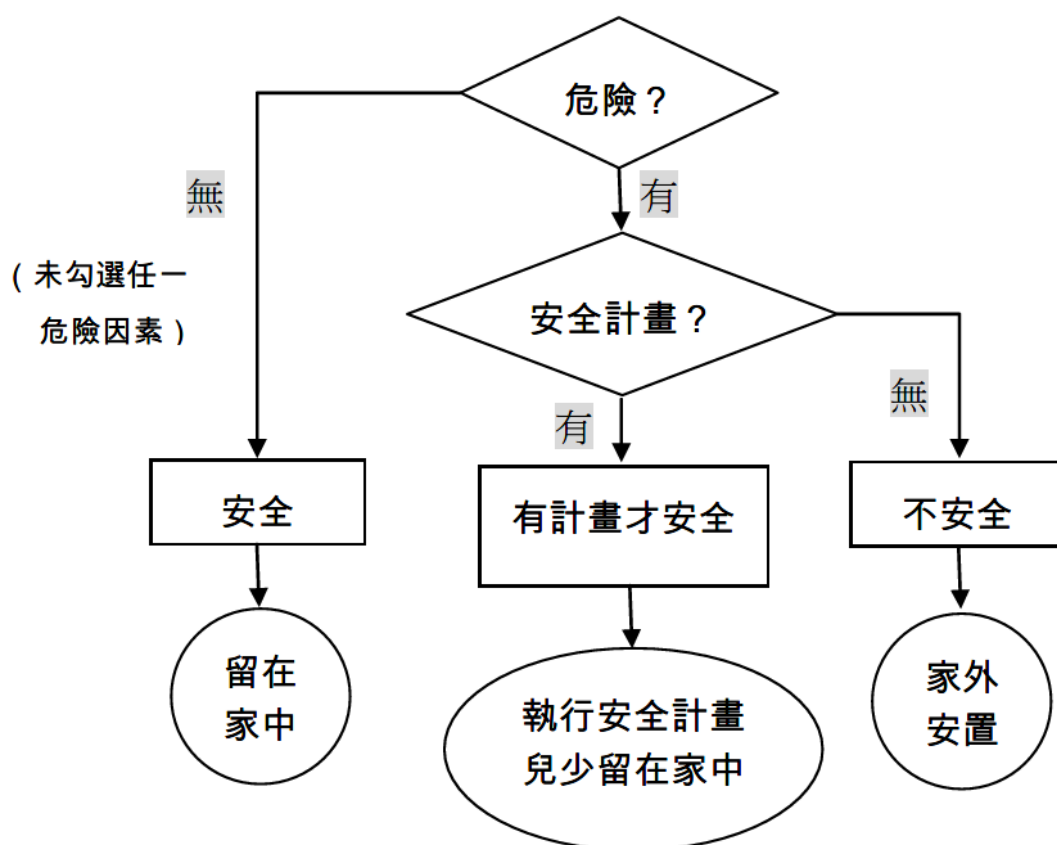 危險？
無
有
（未勾選任一
危險因素）
安全計畫？
有
無
安全
有計畫才安全
不安全
留在
家中
執行安全計畫
兒少留在家中
家外
安置